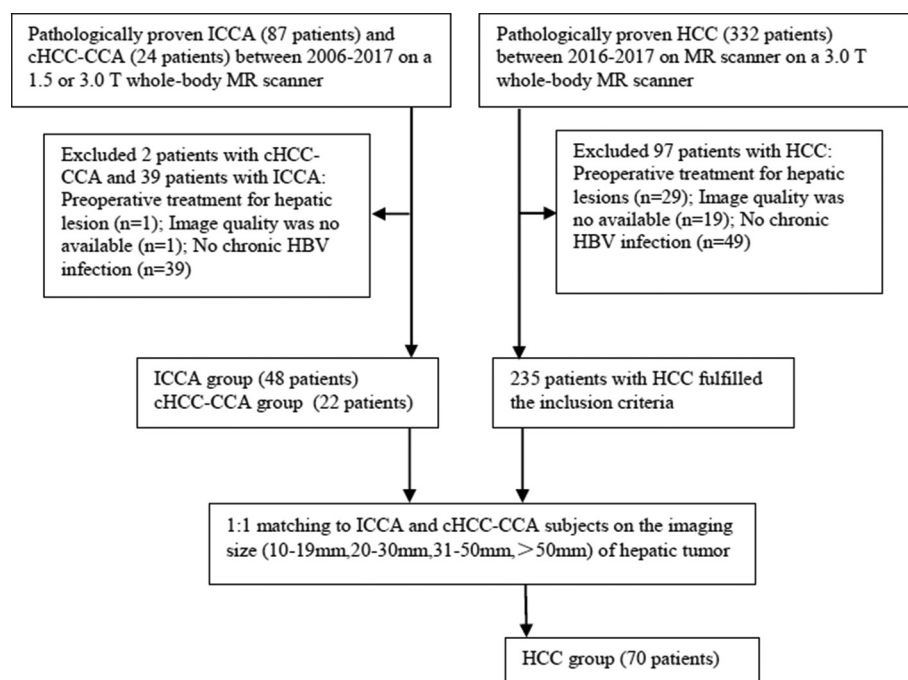 Pathologically proven ICCA (87 patients) and
cHCC-CCA (24 patients) between 2006-2017 on a
1.5 or 3.0 T whole-body MR scanner
Pathologically proven HCC (332 patients)
between 2016-2017 on MR scanner on a 3.0 T
whole-body MR scanner
Excluded 2 patients with cHCC-
CCA and 39 patients with ICCA:
Preoperative treatment for hepatic
lesion (n=1); Image quality was no
available (n=1); No chronic HBV
infection (n=39)
Excluded 97 patients with HCC:
Preoperative treatment for hepatic
lesions (n=29); Image quality was
no available (n=19); No chronic
HBV infection (n=49)
ICCA group (48 patients)
cHCC-CCA group (22 patients)
235 patients with HCC fulfilled
the inclusion criteria
1:1 matching to ICCA and cHCC-CCA subjects on the imaging
size (10-19mm,20-30mm,31-50mm,＞50mm) of hepatic tumor
HCC group (70 patients)